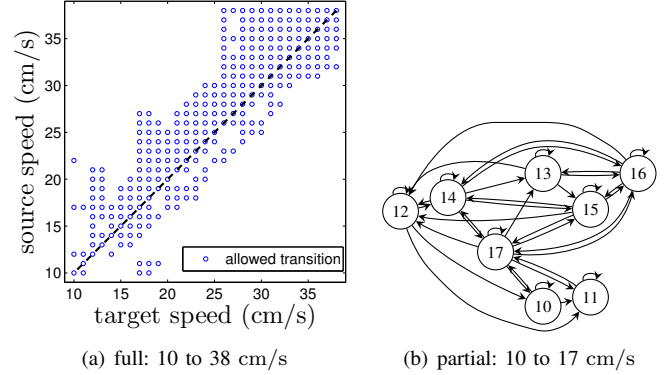 source speed (cm/s)
35
30
25
20
15
10
10 15 20 25 30 35
target speed (cm/s)
allowed transition
(a) full: 10 to 38 cm/s
12
14
13
16
15
17
10
11
(b) partial: 10 to 17 cm/s